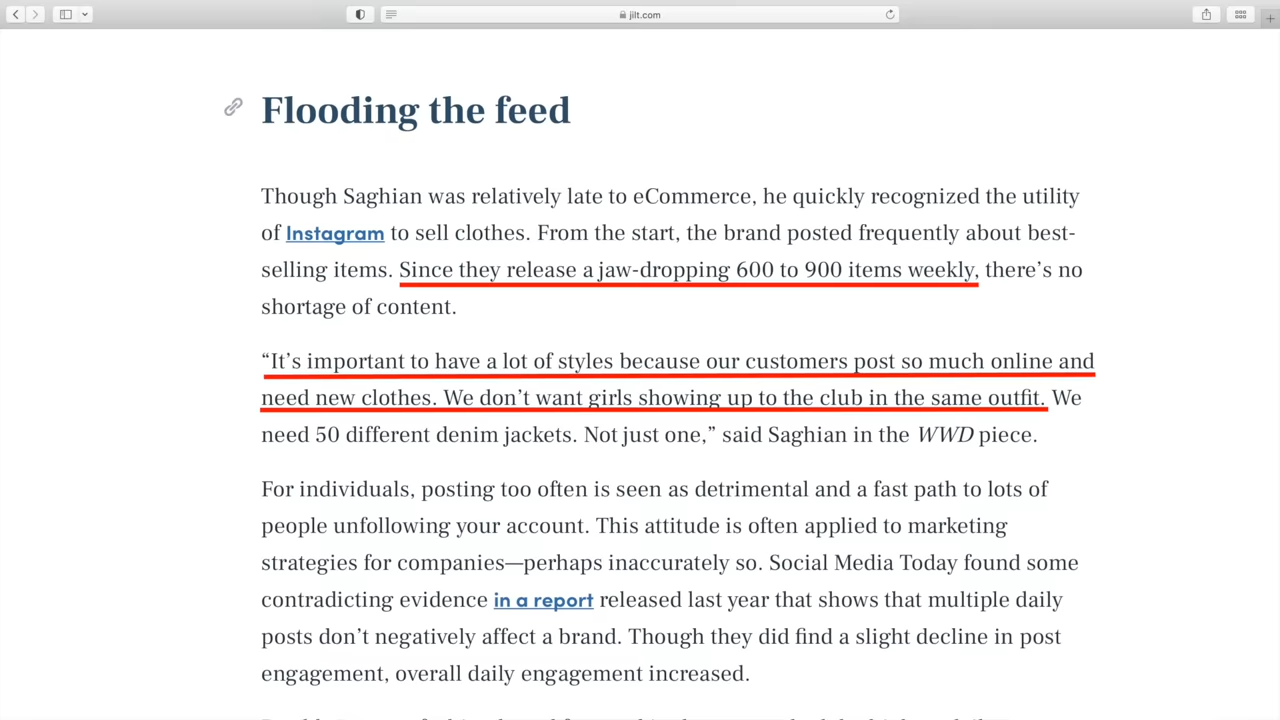 jilt.com
Flooding the feed
Though Saghian was relatively late to eCommerce, he quickly recognized the utility
of Instagram to sell clothes. From the start, the brand posted frequently about best-
selling items. Since they release a jaw-dropping 600 to 900 items weekly, there’s no
shortage of content.
“It’s important to have a lot of styles because our customers post so much online and
need new clothes. We don’t want girls showing up to the club in the same outfit. We
need 50 different denim jackets. Not just one,” said Saghian in the WWD piece.
For individuals, posting too often is seen as detrimental and a fast path to lots of
people unfollowing your account. This attitude is often applied to marketing
strategies for companies—perhaps inaccurately so. Social Media Today found some
contradicting evidence in a report released last year that shows that multiple daily
posts don’t negatively affect a brand. Though they did find a slight decline in post
engagement, overall daily engagement increased.